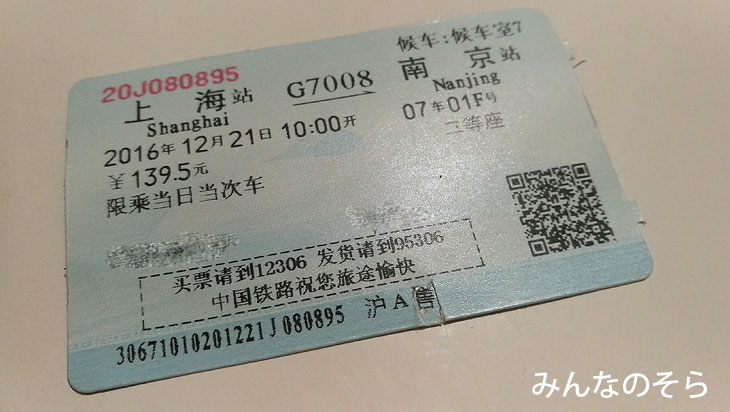 20J080895
候车:候车室7
上海站 G7008 南京站
Shanghai Nanjing
2016年12月21日 10:00开 07车01F号
￥139.5元 二等座
限乘当日当次车
买票请到12306 发货请到95306
中国铁路祝您旅途愉快
30671010201221J080895 沪A售
みんなのそら